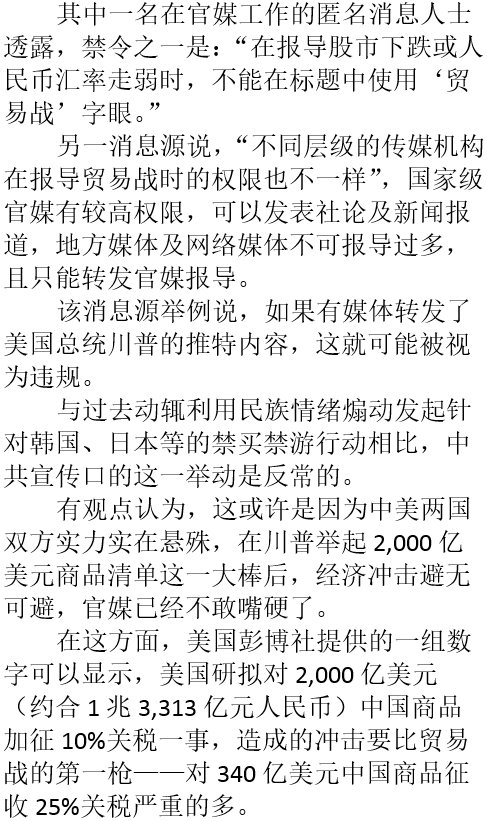 其中一名在官媒工作的匿名消息人士
透露，禁令之一是：“在报导股市下跌或人
民币汇率走弱时，不能在标题中使用‘贸
易战’字眼。”
另一消息源说，“不同层级的传媒机构
在报导贸易战时的权限也不一样”，国家级
官媒有较高权限，可以发表社论及新闻报
道，地方媒体及网络媒体不可报导过多，
且只能转发官媒报导。
该消息源举例说，如果有媒体转发了
美国总统川普的推特内容，这就可能被视
为违规。
与过去动辄利用民族情绪煽动发起针
对韩国、日本等的禁买禁游行动相比，中
共宣传口的这一举动是反常的。
有观点认为，这或许是因为中美两国
双方实力实在悬殊，在川普举起 2,000 亿
美元商品清单这一大棒后，经济冲击避无
可避，官媒已经不敢嘴硬了。
在这方面，美国彭博社提供的一组数
字可以显示，美国研拟对 2,000 亿美元
（约合 1 兆 3,313 亿元人民币）中国商品
加征 10%关税一事，造成的冲击要比贸易
战的第一枪——对 340 亿美元中国商品征
收 25%关税严重的多。